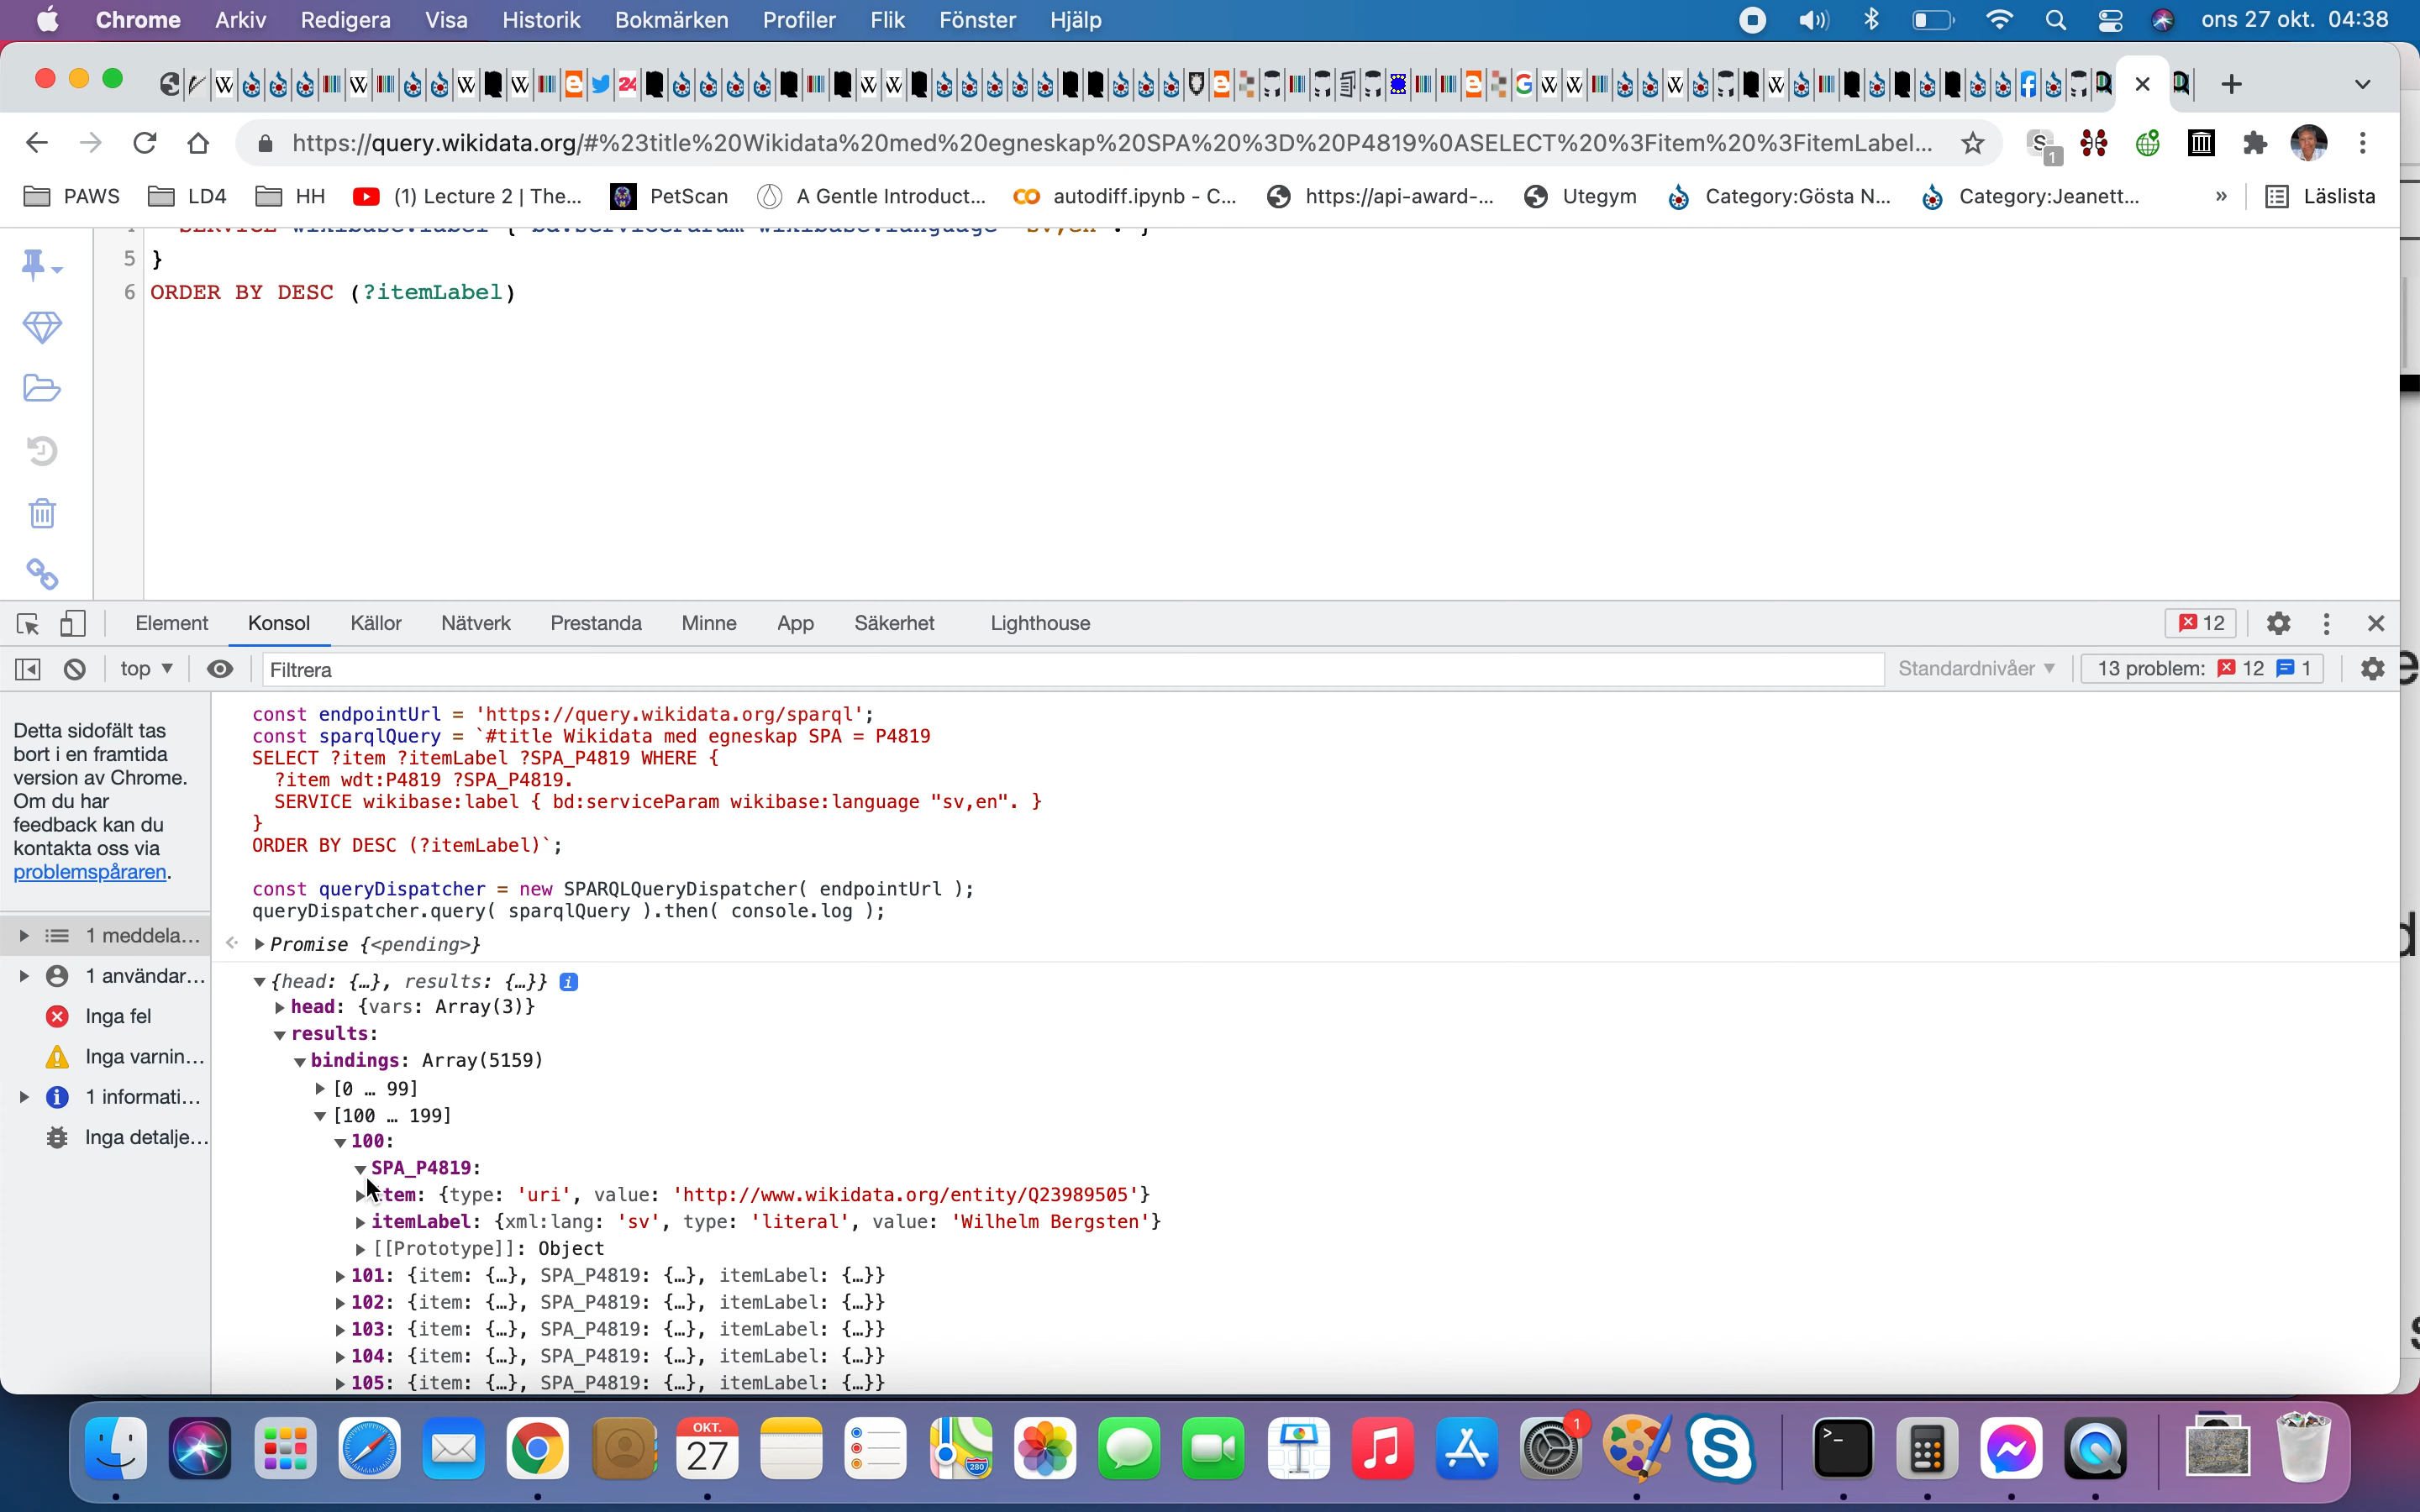 Chrome Arkiv Redigera Visa Historik Bokmärken Profiler Flik Fönster Hjälp ons 27 okt. 04:38
https://query.wikidata.org/#%23title%20Wikidata%20med%20egneskap%20SPA%20%3D%20P4819%0ASELECT%20%3Fitem%20%3FitemLabel...
PAWS LD4 HH (1) Lecture 2 | The... PetScan A Gentle Introduct... autodiff.ipynb - C... https://api-award-... Utegym Category:Gösta N... Category:Jeanett... » Läslista
5 }
6 ORDER BY DESC (?itemLabel)
Element Konsol Källor Nätverk Prestanda Minne App Säkerhet Lighthouse 12
top Filtrera Standardnivåer 13 problem: 12 1
Detta sidofält tas
bort i en framtida
version av Chrome.
Om du har
feedback kan du
kontakta oss via
problemspåraren.
1 meddela...
1 användar...
Inga fel
Inga varnin...
1 informati...
Inga detalje...
const endpointUrl = 'https://query.wikidata.org/sparql';
const sparqlQuery = `#title Wikidata med egneskap SPA = P4819
SELECT ?item ?itemLabel ?SPA_P4819 WHERE {
?item wdt:P4819 ?SPA_P4819.
SERVICE wikibase:label { bd:serviceParam wikibase:language "sv,en". }
}
ORDER BY DESC (?itemLabel)`;
const queryDispatcher = new SPARQLQueryDispatcher( endpointUrl );
queryDispatcher.query( sparqlQuery ).then( console.log );
Promise {<pending>}
{head: {…}, results: {…}} i
head: {vars: Array(3)}
results:
bindings: Array(5159)
[0 … 99]
[100 … 199]
100:
SPA_P4819:
item: {type: 'uri', value: 'http://www.wikidata.org/entity/Q23989505'}
itemLabel: {xml:lang: 'sv', type: 'literal', value: 'Wilhelm Bergsten'}
[[Prototype]]: Object
101: {item: {…}, SPA_P4819: {…}, itemLabel: {…}}
102: {item: {…}, SPA_P4819: {…}, itemLabel: {…}}
103: {item: {…}, SPA_P4819: {…}, itemLabel: {…}}
104: {item: {…}, SPA_P4819: {…}, itemLabel: {…}}
105: {item: {…}, SPA_P4819: {…}, itemLabel: {…}}
OKT.
27
280
1